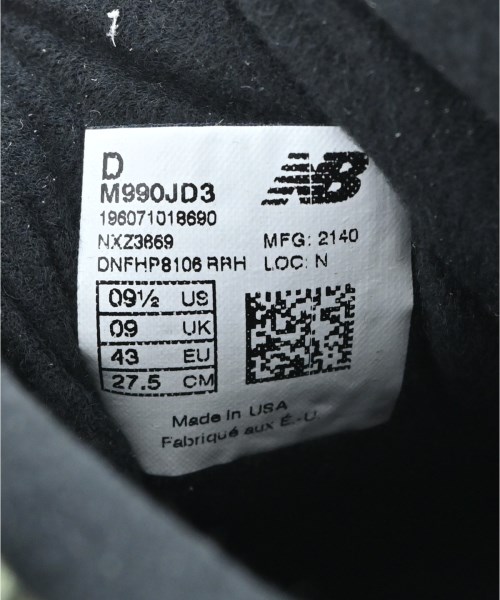 D
NB
M990JD3
196071018690
NXZ3669 MFG: 2140
DNFHP8106 RRH LOC: N
09½ US
09 UK
43 EU
27.5 CM
Made in USA
Fabriqué aux É.-U